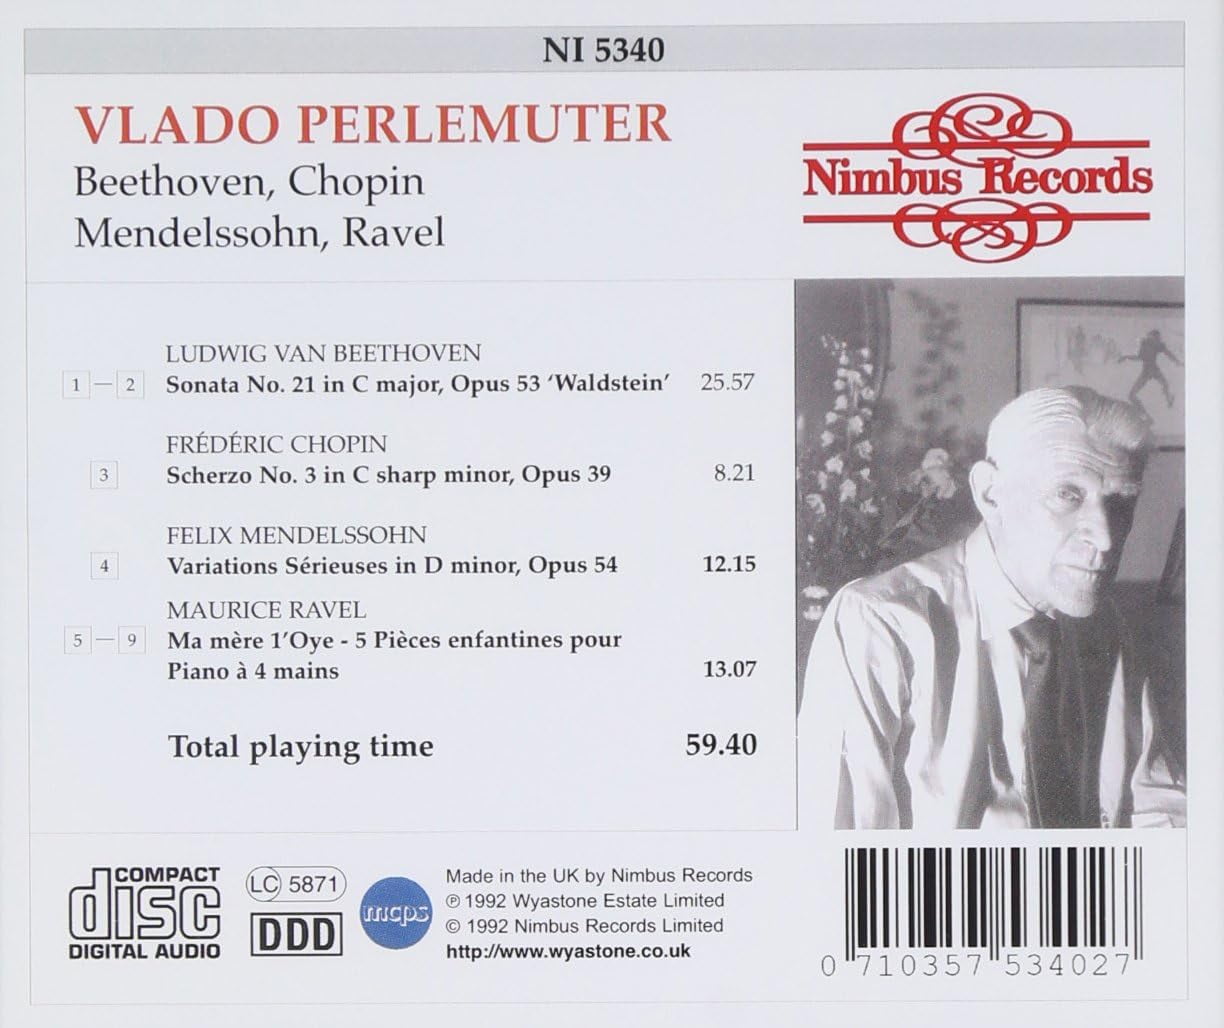 NI 5340
VLADO PERLEMUTER
Beethoven, Chopin
Mendelssohn, Ravel
Nimbus Records
LUDWIG VAN BEETHOVEN
1 — 2 Sonata No. 21 in C major, Opus 53 ‘Waldstein’ 25.57
FRÉDÉRIC CHOPIN
3 Scherzo No. 3 in C sharp minor, Opus 39 8.21
FELIX MENDELSSOHN
4 Variations Sérieuses in D minor, Opus 54 12.15
MAURICE RAVEL
5 — 9 Ma mère 1’Oye - 5 Pièces enfantines pour
Piano à 4 mains 13.07
Total playing time 59.40
COMPACT
disc
DIGITAL AUDIO
LC 5871
DDD
mcps
Made in the UK by Nimbus Records
℗ 1992 Wyastone Estate Limited
© 1992 Nimbus Records Limited
http://www.wyastone.co.uk
0 710357 534027